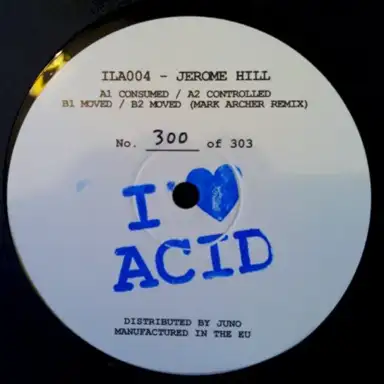 ILA004 - JEROME HILL
A1 CONSUMED / A2 CONTROLLED
B1 MOVED / B2 MOVED (MARK ARCHER REMIX)
No. 300 of 303
I ♥
ACID
DISTRIBUTED BY JUNO
MANUFACTURED IN THE EU